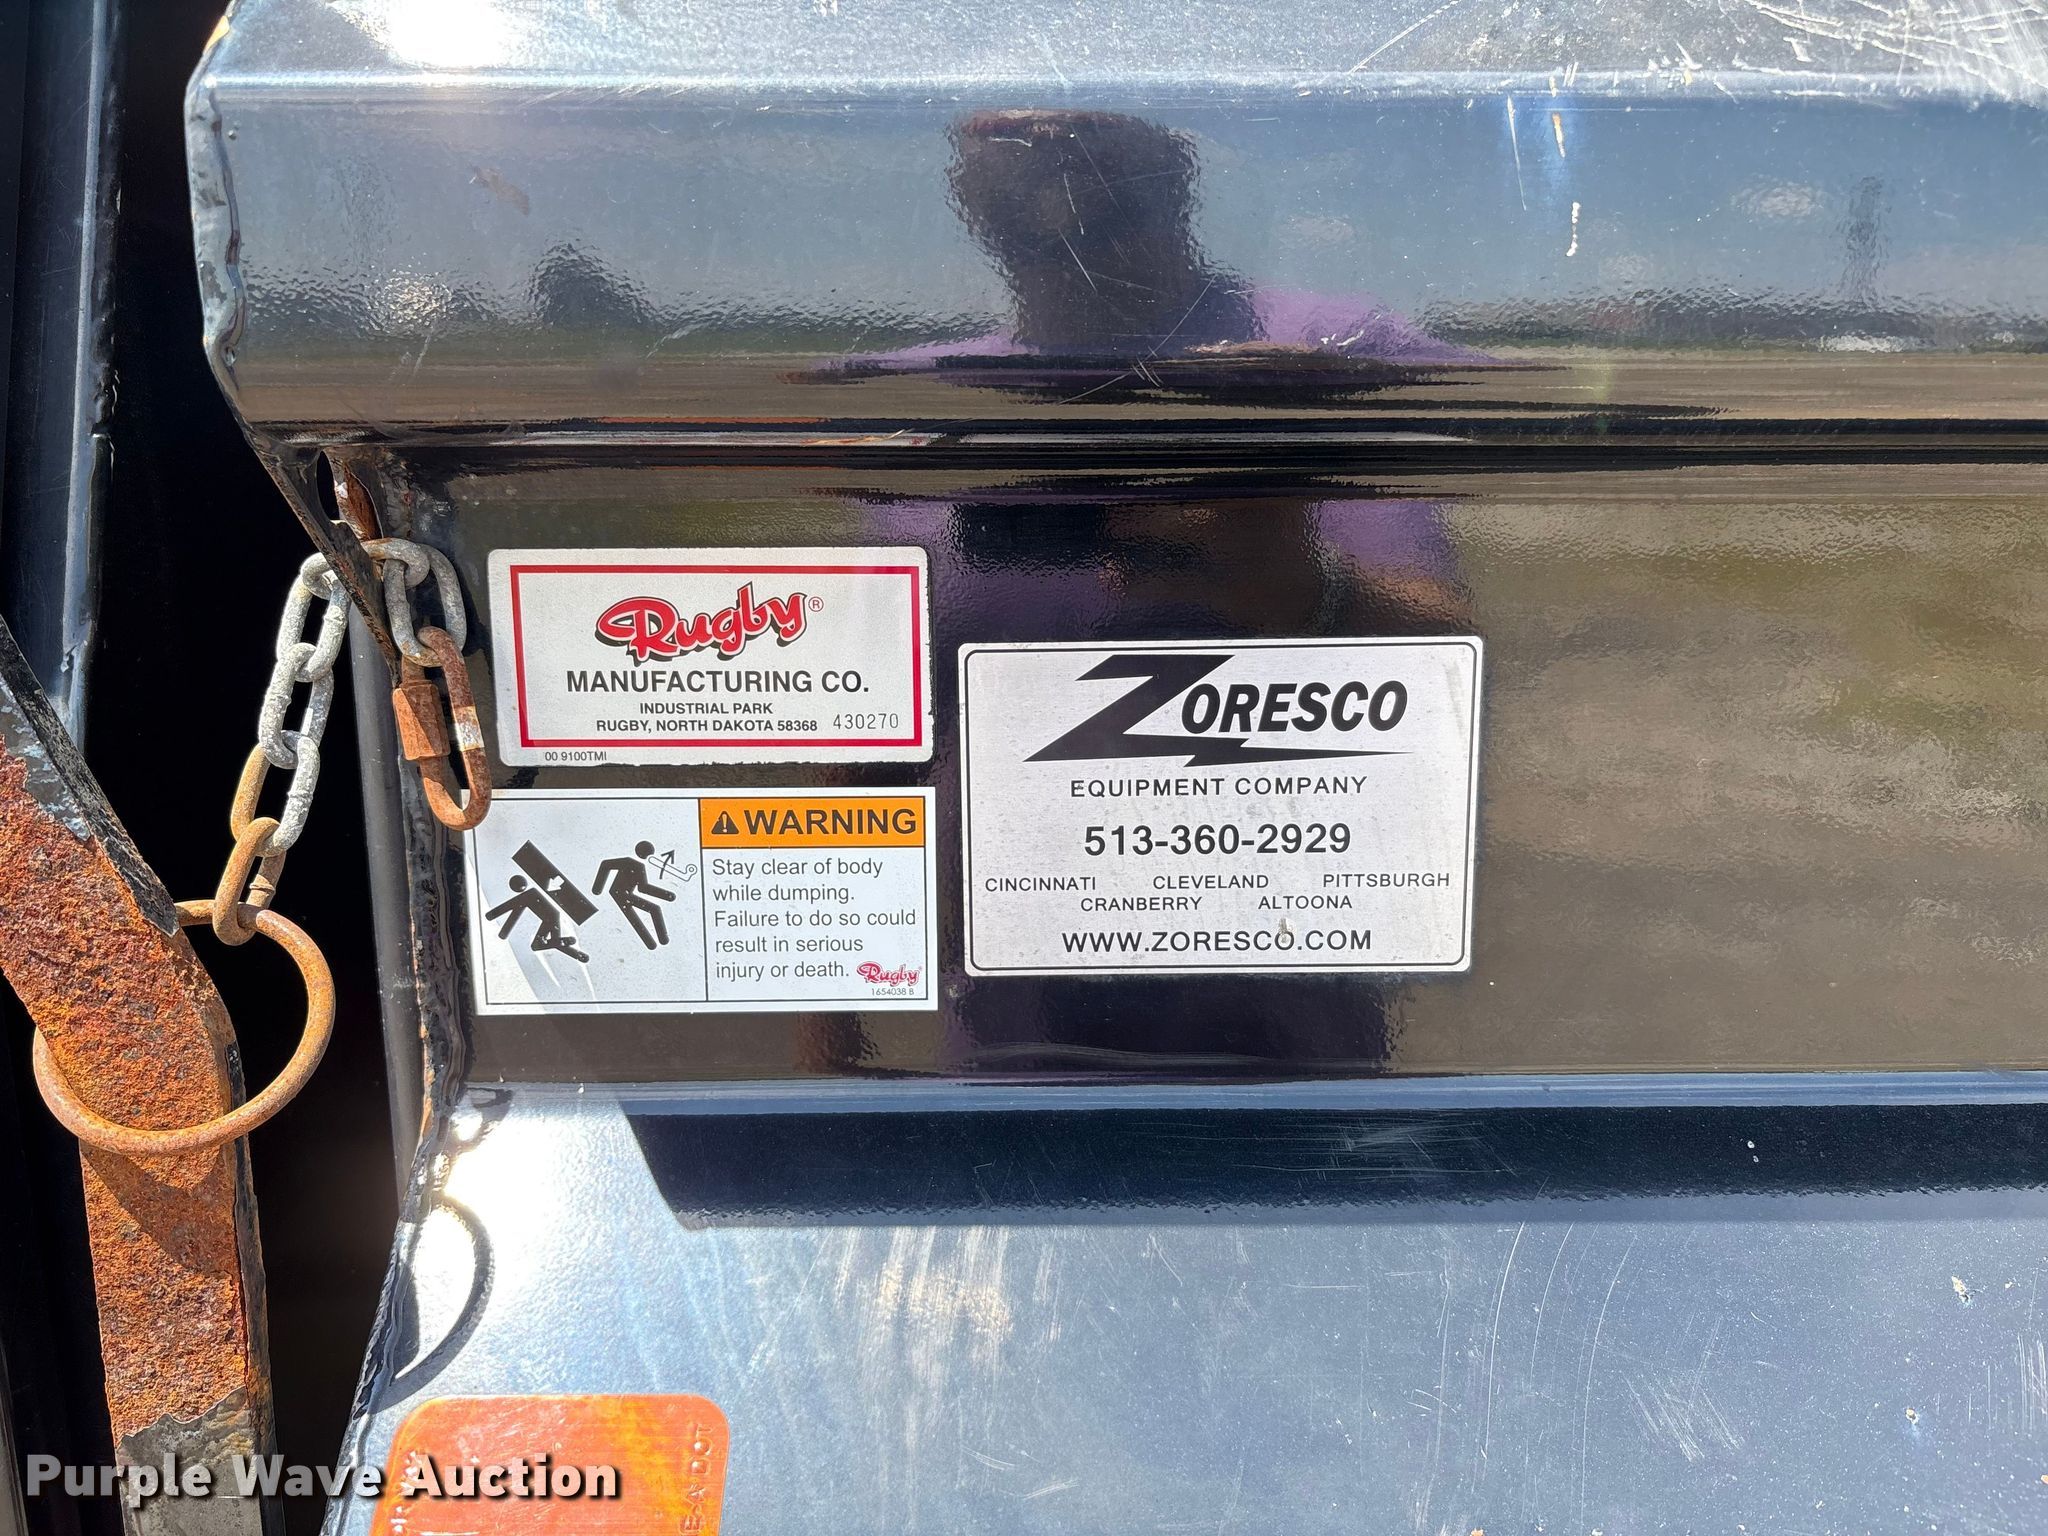 Rugby®
MANUFACTURING CO.
INDUSTRIAL PARK
RUGBY, NORTH DAKOTA 58368 430270
00 9100TMI
WARNING
Stay clear of body
while dumping.
Failure to do so could
result in serious
injury or death.
Rugby
1654038 B
ZORESCO
EQUIPMENT COMPANY
513-360-2929
CINCINNATI CLEVELAND PITTSBURGH
CRANBERRY ALTOONA
WWW.ZORESCO.COM
DOT
Purple Wave Auction